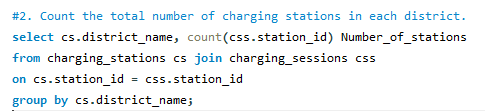 #2. Count the total number of charging stations in each district.
select cs.district_name, count(css.station_id) Number_of_stations
from charging_stations cs join charging_sessions css
on cs.station_id = css.station_id
group by cs.district_name;